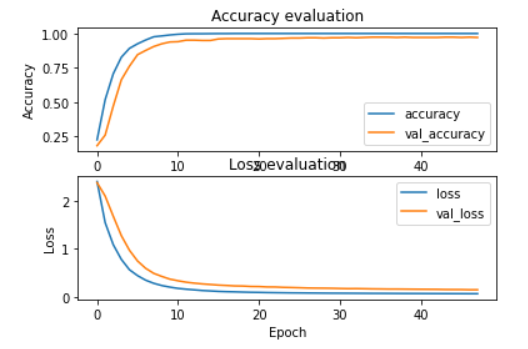 Accuracy evaluation
1.00
0.75
0.50
0.25
Accuracy
accuracy
val_accuracy
0 10 20 30 40
Loss evaluation
2
1
0
Loss
loss
val_loss
0 10 20 30 40
Epoch